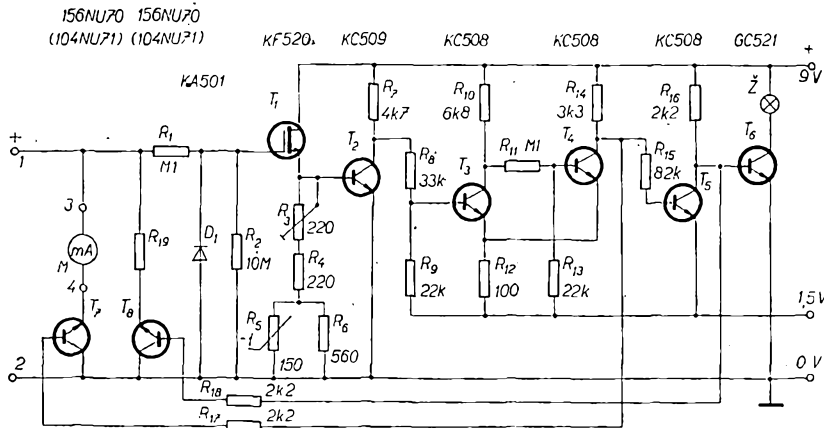 156NU70 156NU70
(104NU71) (104NU71)
KF520
KC509
KC508
KC508
KC508
GC521
KA501
+
9V
Ž
T₁
R₇
4k7
R₁₀
6k8
R₁₄
3k3
R₁₆
2k2
+
1
R₁
M1
T₂
R₈
33k
T₃
R₁₁ M1
T₄
R₁₅
82k
T₅
T₆
3
mA
M
4
R₁₉
D₁
R₂
10M
R₃
220
R₄
220
R₉
22k
R₁₂
100
R₁₃
22k
1,5V
T₇
T₈
R₅
-1
150
R₆
560
2
0V
R₁₈
2k2
R₁₇
2k2